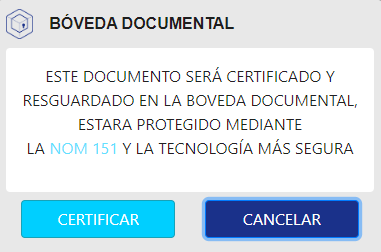 BÓVEDA DOCUMENTAL
ESTE DOCUMENTO SERÁ CERTIFICADO Y
RESGUARDADO EN LA BOVEDA DOCUMENTAL,
ESTARA PROTEGIDO MEDIANTE
LA NOM 151 Y LA TECNOLOGÍA MÁS SEGURA
CERTIFICAR
CANCELAR